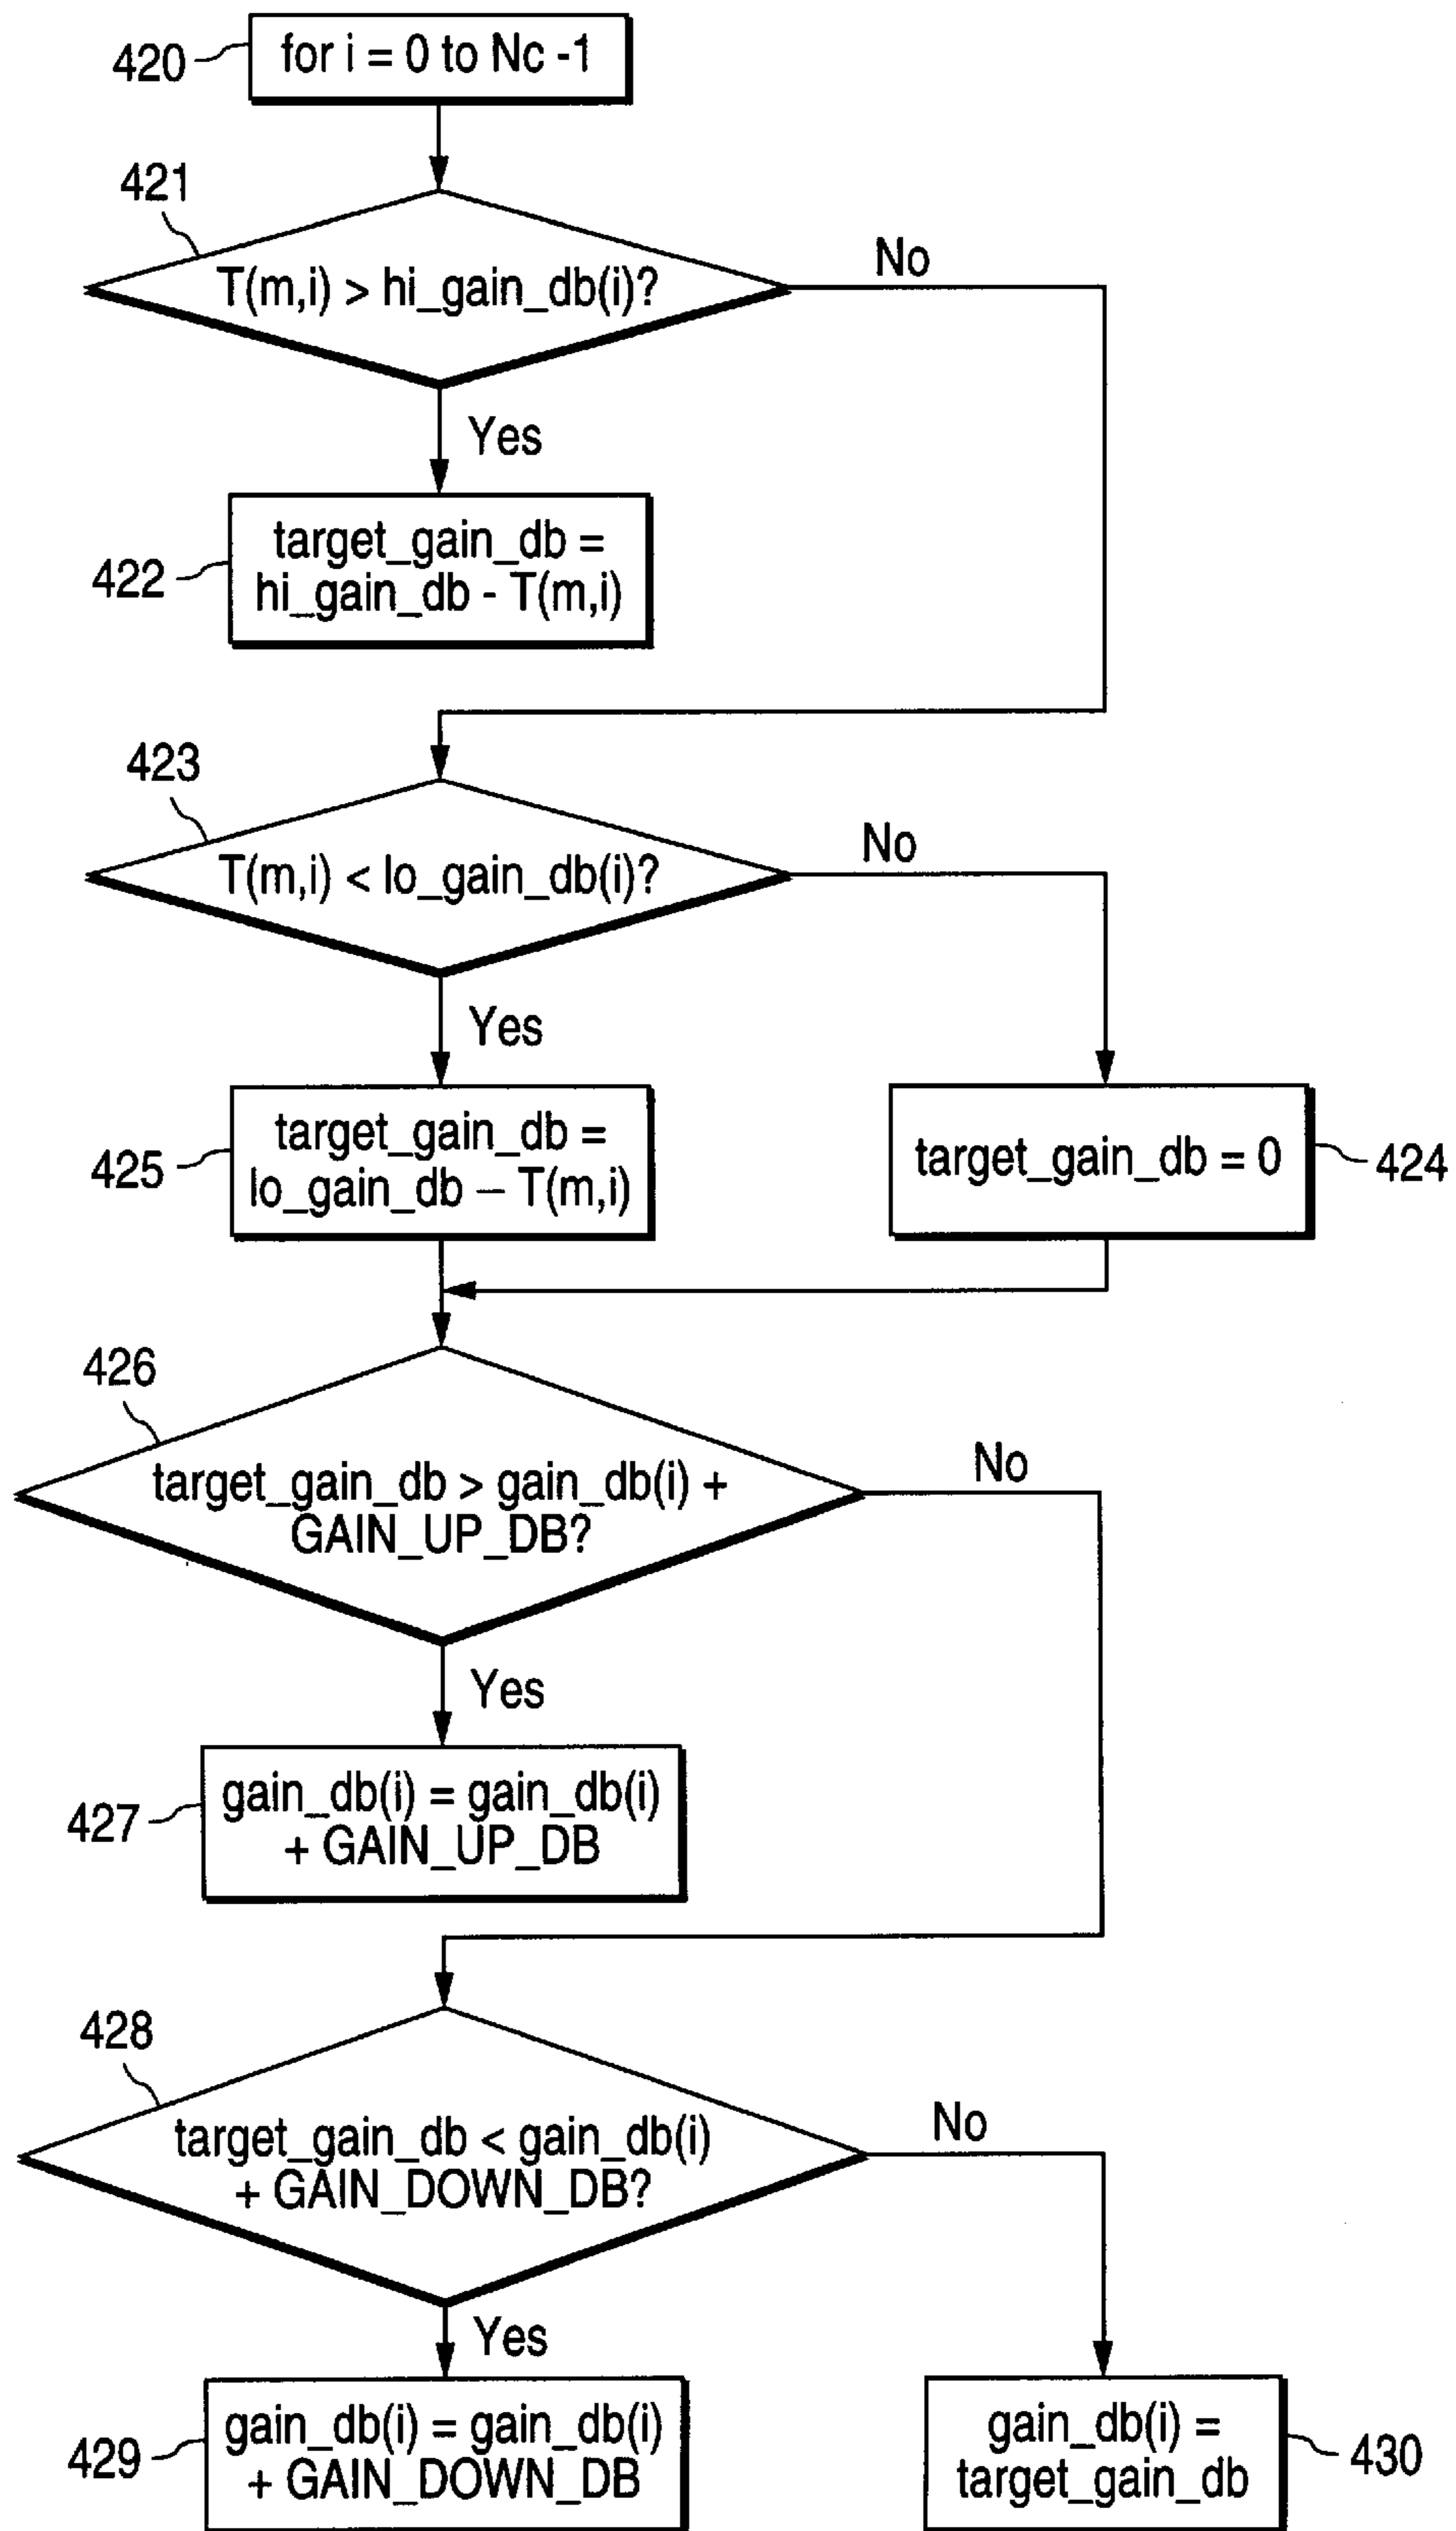 420
for i = 0 to Nc -1
421
T(m,i) > hi_gain_db(i)?
No
Yes
422
target_gain_db =
hi_gain_db - T(m,i)
423
T(m,i) < lo_gain_db(i)?
No
Yes
425
target_gain_db =
lo_gain_db – T(m,i)
target_gain_db = 0
424
426
target_gain_db > gain_db(i) +
GAIN_UP_DB?
No
Yes
427
gain_db(i) = gain_db(i)
+ GAIN_UP_DB
428
target_gain_db < gain_db(i)
+ GAIN_DOWN_DB?
No
Yes
429
gain_db(i) = gain_db(i)
+ GAIN_DOWN_DB
gain_db(i) =
target_gain_db
430